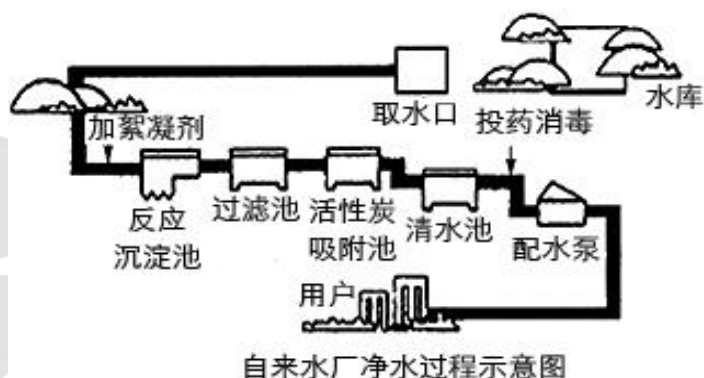 取水口
投药消毒
水库
加絮凝剂
反应
沉淀池
过滤池
活性炭
吸附池
清水池
配水泵
用户
自来水厂净水过程示意图